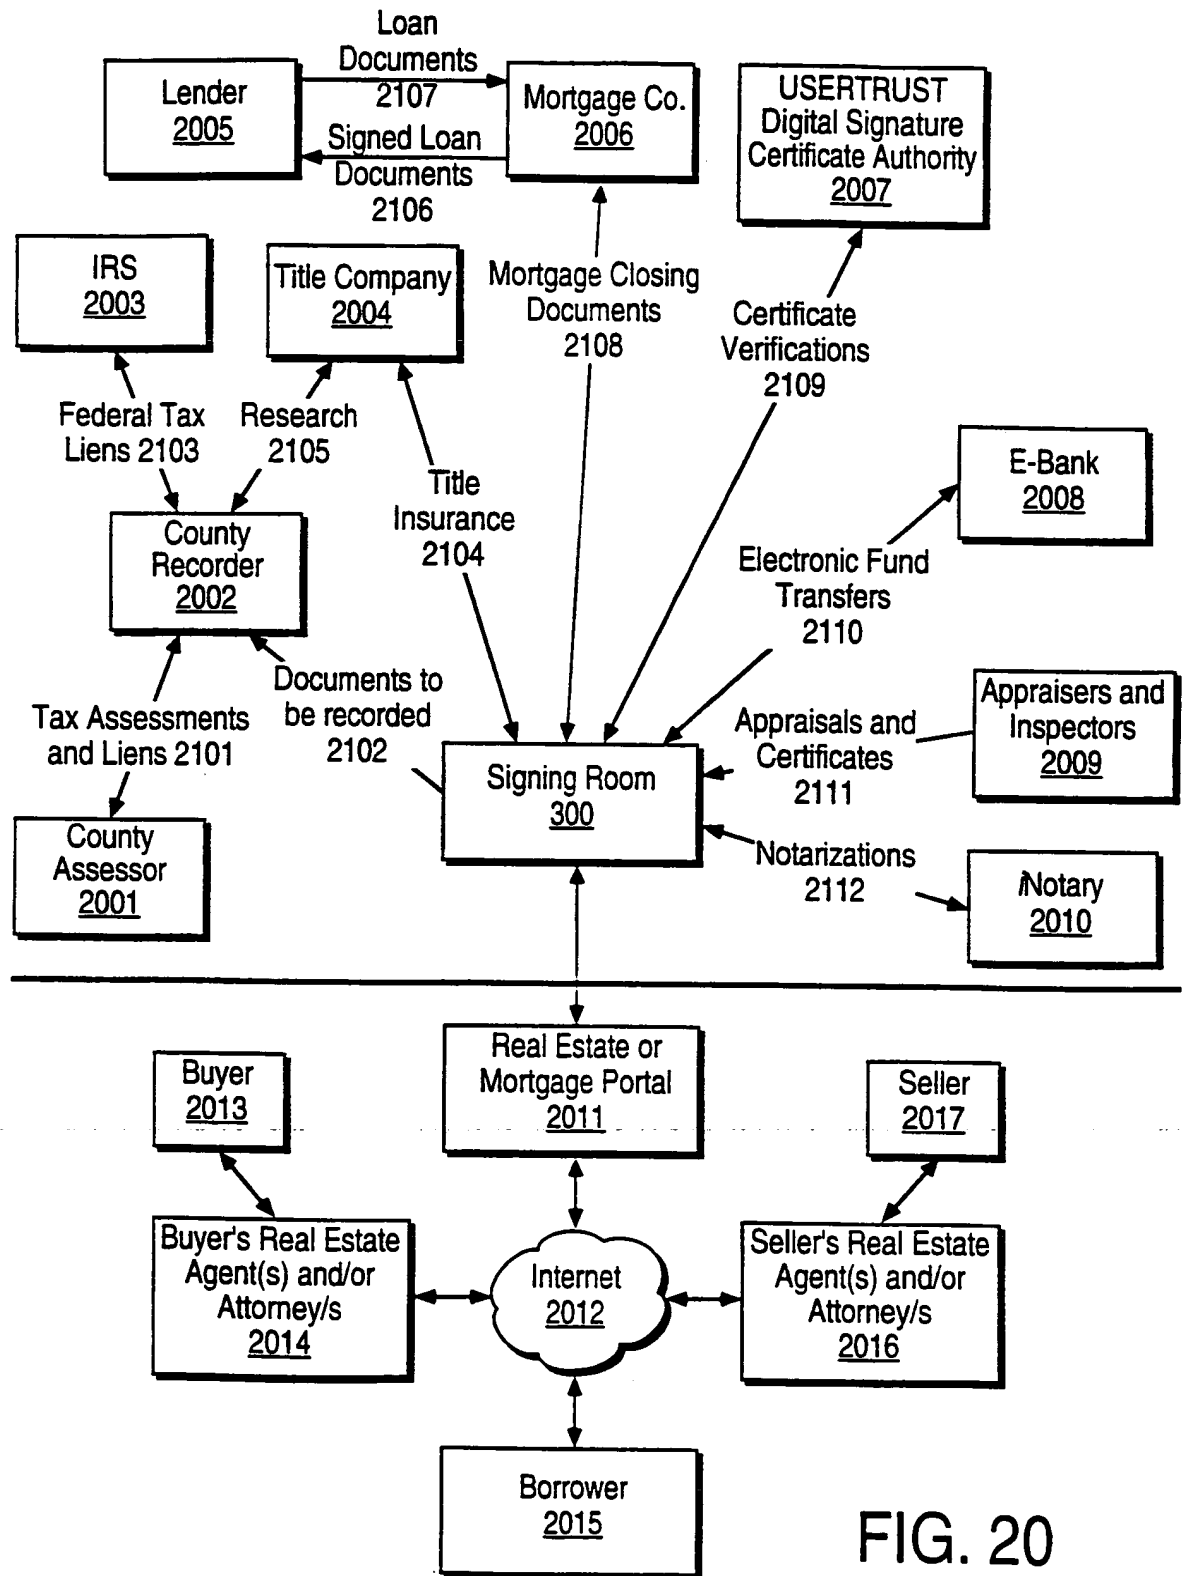 Loan
Documents
2107
Lender
2005
Mortgage Co.
2006
Signed Loan
Documents
2106
USERTRUST
Digital Signature
Certificate Authority
2007
IRS
2003
Title Company
2004
Mortgage Closing
Documents
2108
Certificate
Verifications
2109
Federal Tax
Liens 2103
Research
2105
Title
Insurance
2104
E-Bank
2008
County
Recorder
2002
Electronic Fund
Transfers
2110
Tax Assessments
and Liens 2101
Documents to
be recorded
2102
Signing Room
300
Appraisals and
Certificates
2111
Appraisers and
Inspectors
2009
County
Assessor
2001
Notarizations
2112
iNotary
2010
Real Estate or
Mortgage Portal
2011
Buyer
2013
Seller
2017
Buyer's Real Estate
Agent(s) and/or
Attorney/s
2014
Internet
2012
Seller's Real Estate
Agent(s) and/or
Attorney/s
2016
Borrower
2015
FIG. 20